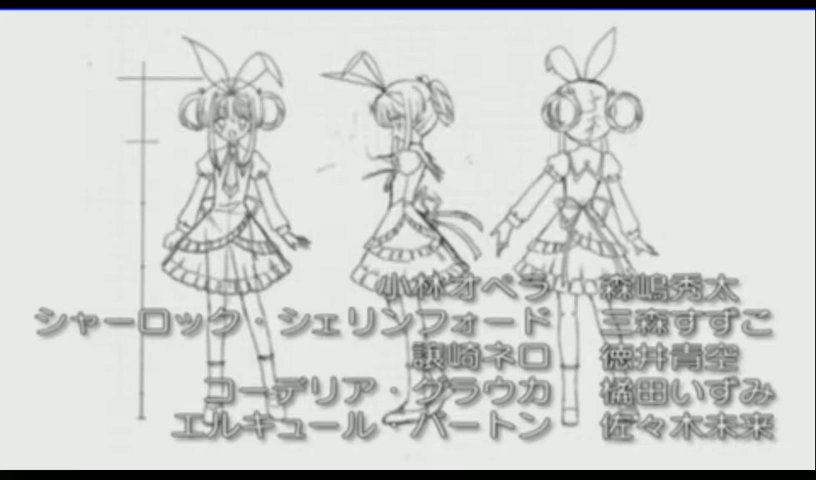 小林オペラ 森嶋秀太
シャーロック・シェリンフォード 三森すずこ
譲崎ネロ 徳井青空
コーデリア・グラウカ 橘田いずみ
エルキュール・バートン 佐々木未来